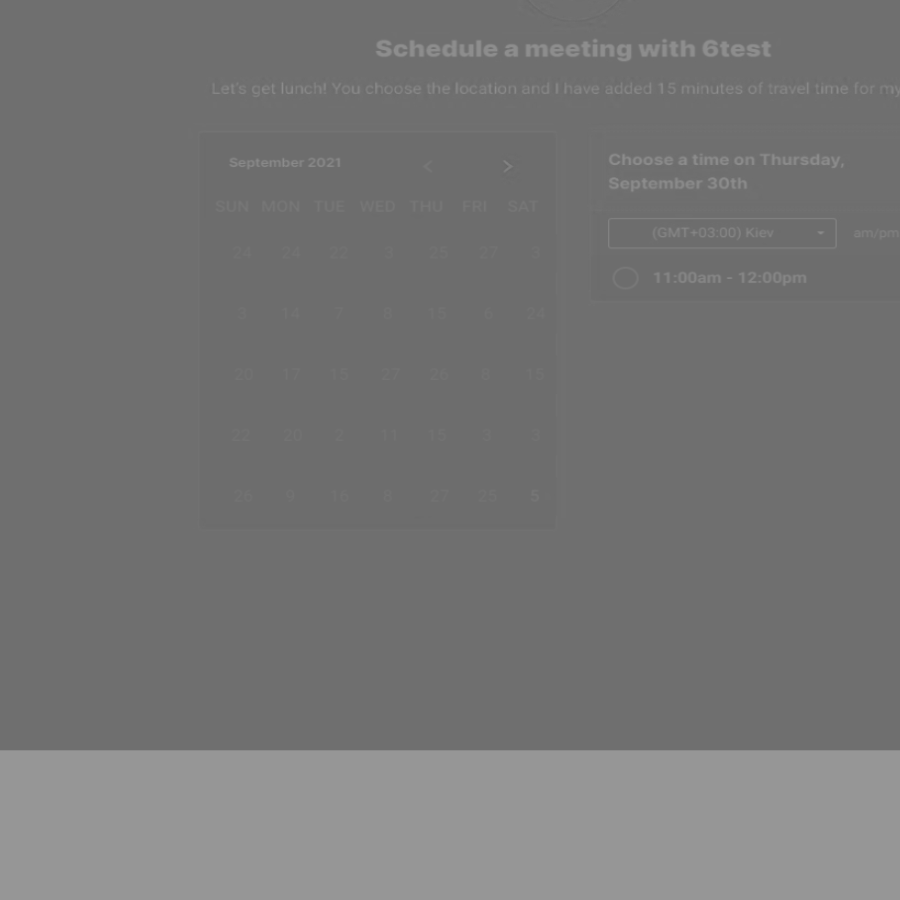 Schedule a meeting with 6test
Let's get lunch! You choose the location and I have added 15 minutes of travel time for my
September 2021 < >
SUN MON TUE WED THU FRI SAT
24 24 22 3 25 27 3
3 14 7 8 15 6 24
20 17 13 27 26 8 15
22 20 2 11 15 3
26 9 16 8 27 25 5
Choose a time on Thursday,
September 30th
(GMT+03:00) Kiev am/pm
11:00am - 12:00pm